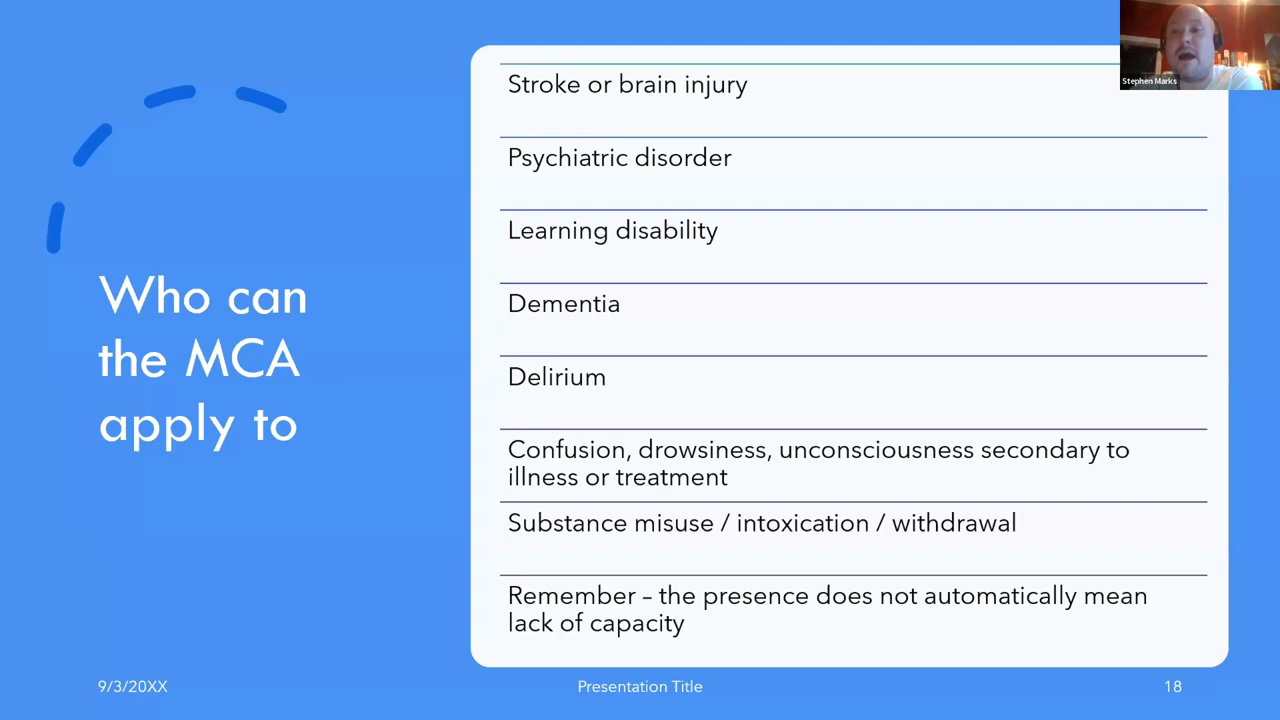 Stephen Marks
Who can
the MCA
apply to
Stroke or brain injury
Psychiatric disorder
Learning disability
Dementia
Delirium
Confusion, drowsiness, unconsciousness secondary to
illness or treatment
Substance misuse / intoxication / withdrawal
Remember – the presence does not automatically mean
lack of capacity
9/3/20XX
Presentation Title
18